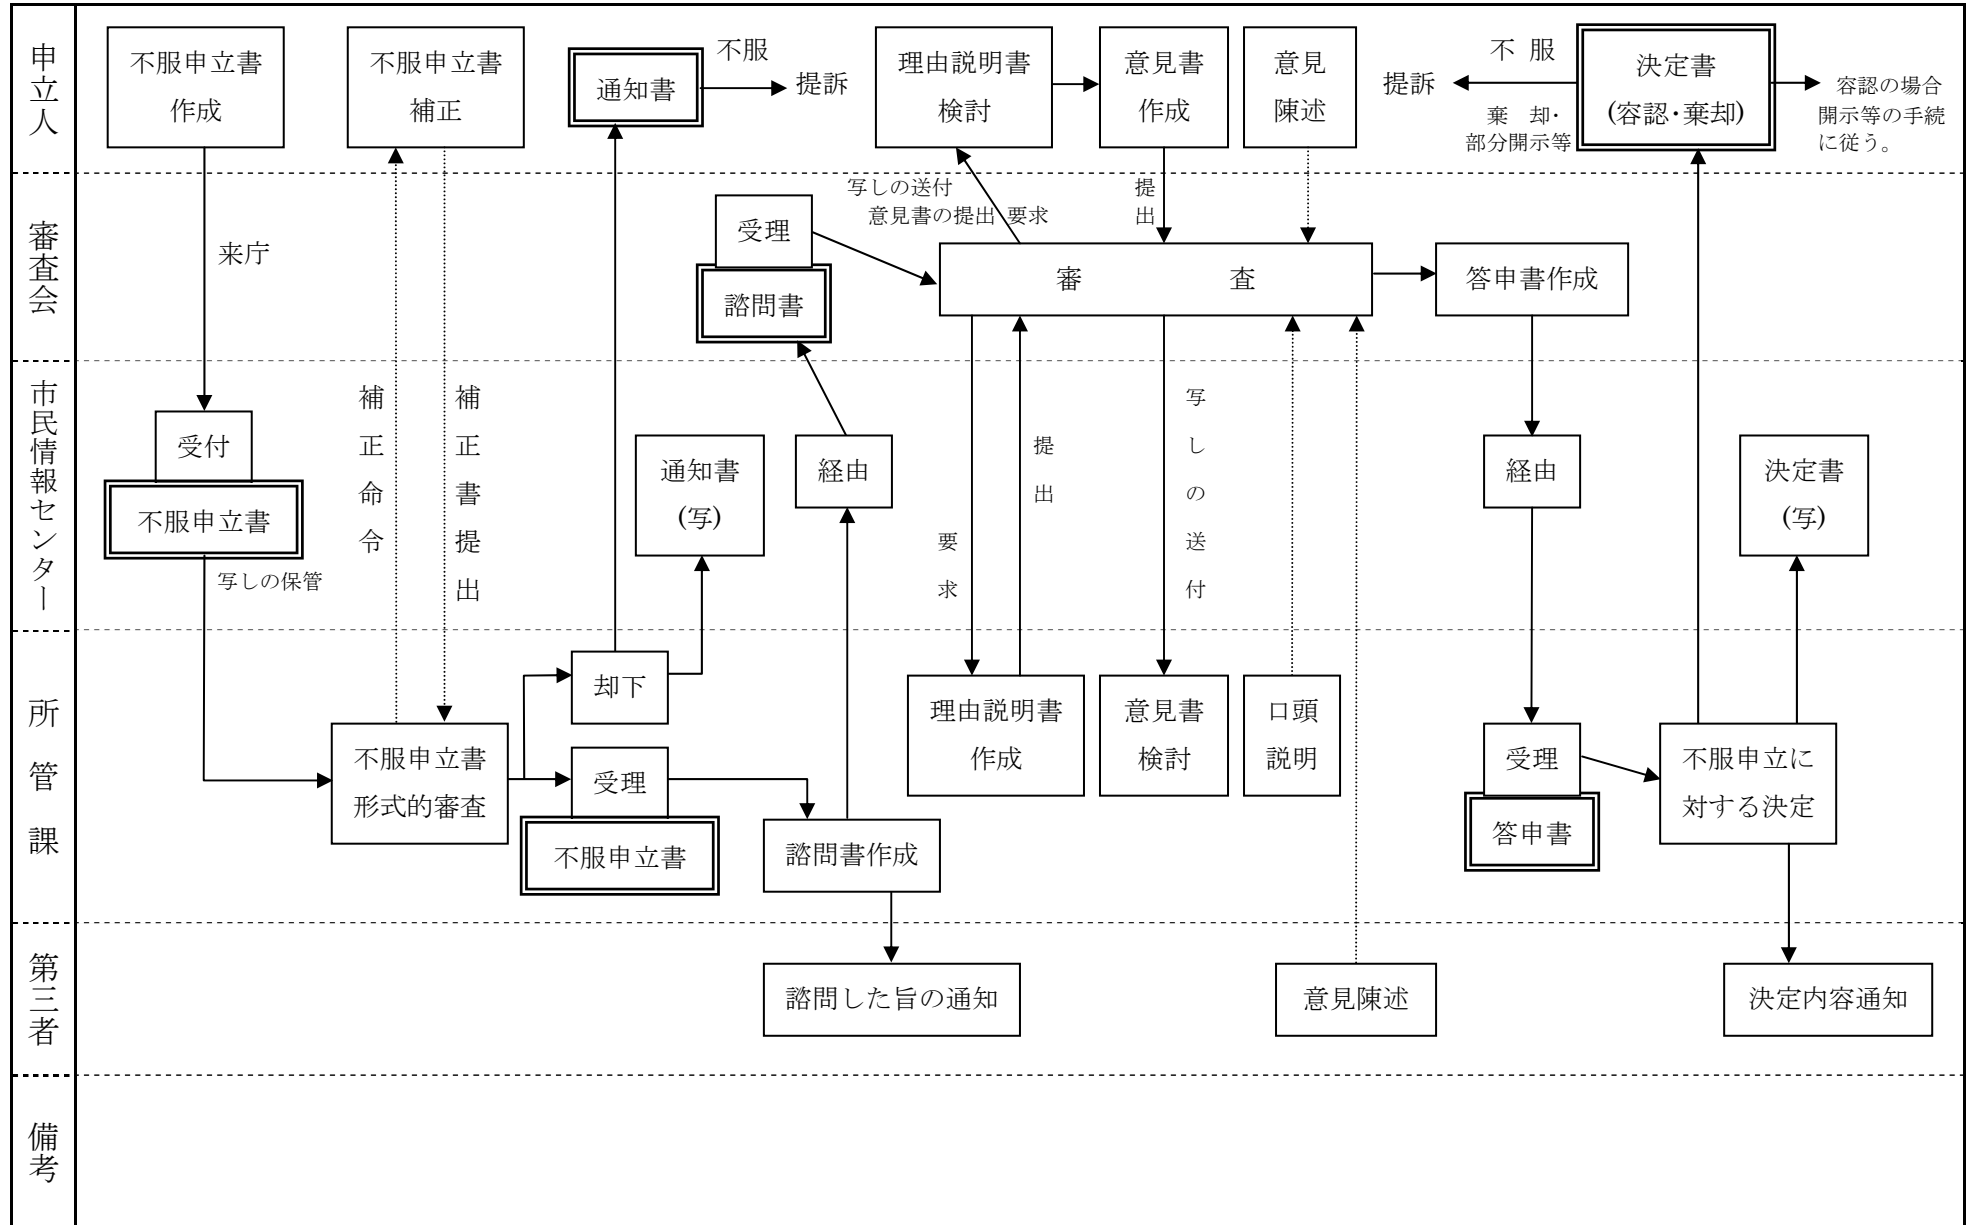 申立人
不服申立書
作成
不服申立書
補正
通知書
不服
提訴
理由説明書
検討
意見書
作成
意見
陳述
提訴
不 服
棄 却・
部分開示等
決定書
(容認・棄却)
容認の場合
開示等の手続
に従う。
審査会
来庁
受理
諮問書
写しの送付
意見書の提出 要求
提出
審 査
答申書作成
市民情報センター
受付
不服申立書
写しの保管
補正命令
補正書提出
通知書
(写)
経由
要求
提出
写しの送付
経由
決定書
(写)
所管課
不服申立書
形式的審査
却下
受理
不服申立書
諮問書作成
理由説明書
作成
意見書
検討
口頭
説明
受理
答申書
不服申立に
対する決定
第三者
諮問した旨の通知
意見陳述
決定内容通知
備考